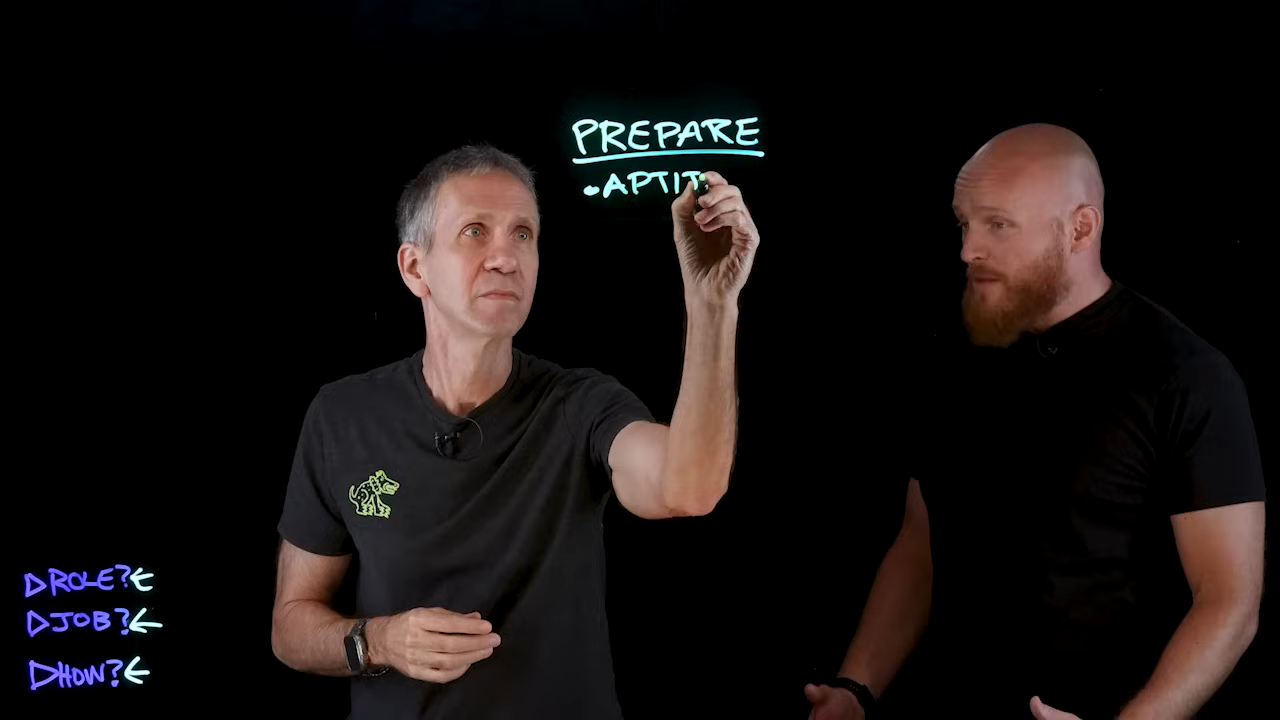 PREPARE
•APTIT
▷ROLE?←
▷JOB?←
▷HOW?←